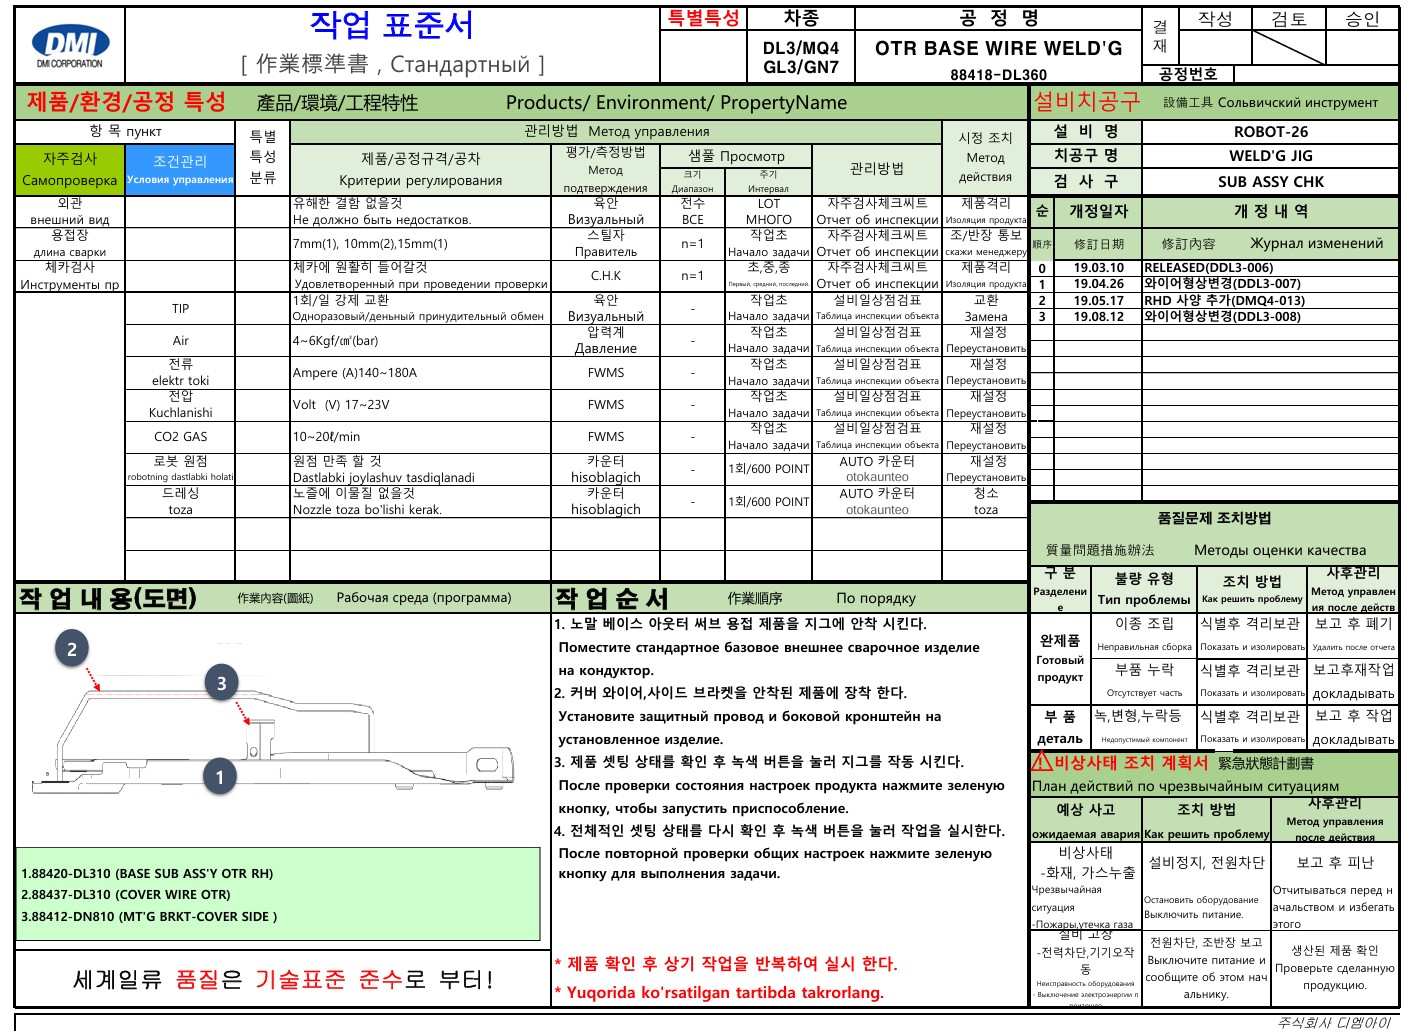 DMI
DMI CORPORATION
작업 표준서
[ 作業標準書 , Стандартный ]
특별특성
차종
DL3/MQ4
GL3/GN7
공 정 명
OTR BASE WIRE WELD'G
88418-DL360
결재
작성
검토
승인
공정번호
제품/환경/공정 특성 產品/環境/工程特性 Products/ Environment/ PropertyName
항 목 пункт
자주검사
Самопроверка
조건관리
Условия управления
특별
특성
분류
관리방법 Метод управления
제품/공정규격/공차
Критерии регулирования
평가/측정방법
Метод
подтверждения
샘플 Просмотр
크기
Диапазон
주기
Интервал
관리방법
시정 조치
Метод
действия
외관
внешний вид
유해한 결함 없을것
Не должно быть недостатков.
육안
Визуальный
전수
ВСЕ
LOT
МНОГО
자주검사체크씨트
Отчет об инспекции
제품격리
Изоляция продукта
용접장
длина сварки
7mm(1), 10mm(2),15mm(1)
스틸자
Правитель
n=1
작업초
Начало задачи
자주검사체크씨트
Отчет об инспекции
조/반장 통보
скажи менеджеру
체카검사
Инструменты пр
체카에 원활히 들어갈것
Удовлетворенный при проведении проверки
C.H.K
n=1
초,중,종
Первый, средний, последний.
자주검사체크씨트
Отчет об инспекции
제품격리
Изоляция продукта
TIP
1회/일 강제 교환
Одноразовый/деньный принудительный обмен
육안
Визуальный
-
작업초
Начало задачи
설비일상점검표
Таблица инспекции объекта
교환
Замена
Air
4~6Kgf/㎠(bar)
압력계
Давление
-
작업초
Начало задачи
설비일상점검표
Таблица инспекции объекта
재설정
Переустановить
전류
elektr toki
Ampere (A)140~180A
FWMS
-
작업초
Начало задачи
설비일상점검표
Таблица инспекции объекта
재설정
Переустановить
전압
Kuchlanishi
Volt (V) 17~23V
FWMS
-
작업초
Начало задачи
설비일상점검표
Таблица инспекции объекта
재설정
Переустановить
CO2 GAS
10~20ℓ/min
FWMS
-
작업초
Начало задачи
설비일상점검표
Таблица инспекции объекта
재설정
Переустановить
로봇 원점
robotning dastlabki holati
원점 만족 할 것
Dastlabki joylashuv tasdiqlanadi
카운터
hisoblagich
-
1회/600 POINT
AUTO 카운터
otokaunteo
재설정
Переустановить
드레싱
toza
노즐에 이물질 없을것
Nozzle toza bo'lishi kerak.
카운터
hisoblagich
-
1회/600 POINT
AUTO 카운터
otokaunteo
청소
toza
설비치공구 設備工具 Сольвичский инструмент
설 비 명
ROBOT-26
치공구 명
WELD'G JIG
검 사 구
SUB ASSY CHK
순
개정일자
개 정 내 역
順序
修訂日期
修訂內容 Журнал изменений
0 19.03.10 RELEASED(DDL3-006)
1 19.04.26 와이어형상변경(DDL3-007)
2 19.05.17 RHD 사양 추가(DMQ4-013)
3 19.08.12 와이어형상변경(DDL3-008)
품질문제 조치방법
質量問題措施辦法 Методы оценки качества
구 분
Разделени
е
불량 유형
Тип проблемы
조치 방법
Как решить проблему
사후관리
Метод управлен
ия после действ
완제품
Готовый
продукт
이종 조립
Неправильная сборка
식별후 격리보관
Показать и изолировать
보고 후 폐기
Удалить после отчета
부품 누락
Отсутствует часть
식별후 격리보관
Показать и изолировать
보고후재작업
докладывать
부 품
деталь
녹,변형,누락등
Недопустимый компонент
식별후 격리보관
Показать и изолировать
보고 후 작업
докладывать
비상사태 조치 계획서 緊急狀態計劃書
План действий по чрезвычайным ситуациям
예상 사고
ожидаемая авария
조치 방법
Как решить проблему
사후관리
Метод управления
после действия
비상사태
-화재, 가스누출
Чрезвычайная
ситуация
-Пожары,утечка газа
설비정지, 전원차단
Остановить оборудование
Выключить питание.
보고 후 피난
Отчитываться перед н
ачальством и избегать
этого
설비 고장
-전력차단,기기오작
동
Неисправность оборудования
- Выключение электроэнергии п
전원차단, 조반장 보고
Выключите питание и
сообщите об этом нач
альнику.
생산된 제품 확인
Проверьте сделанную
продукцию.
작 업 내 용(도면) 作業內容(圖紙) Рабочая среда (программа)
2
3
1
1.88420-DL310 (BASE SUB ASS'Y OTR RH)
2.88437-DL310 (COVER WIRE OTR)
3.88412-DN810 (MT'G BRKT-COVER SIDE )
세계일류 품질은 기술표준 준수로 부터!
작 업 순 서 作業順序 По порядку
1. 노말 베이스 아웃터 써브 용접 제품을 지그에 안착 시킨다.
Поместите стандартное базовое внешнее сварочное изделие
на кондуктор.
2. 커버 와이어,사이드 브라켓을 안착된 제품에 장착 한다.
Установите защитный провод и боковой кронштейн на
установленное изделие.
3. 제품 셋팅 상태를 확인 후 녹색 버튼을 눌러 지그를 작동 시킨다.
После проверки состояния настроек продукта нажмите зеленую
кнопку, чтобы запустить приспособление.
4. 전체적인 셋팅 상태를 다시 확인 후 녹색 버튼을 눌러 작업을 실시한다.
После повторной проверки общих настроек нажмите зеленую
кнопку для выполнения задачи.
* 제품 확인 후 상기 작업을 반복하여 실시 한다.
* Yuqorida ko'rsatilgan tartibda takrorlang.
주식회사 디엠아이